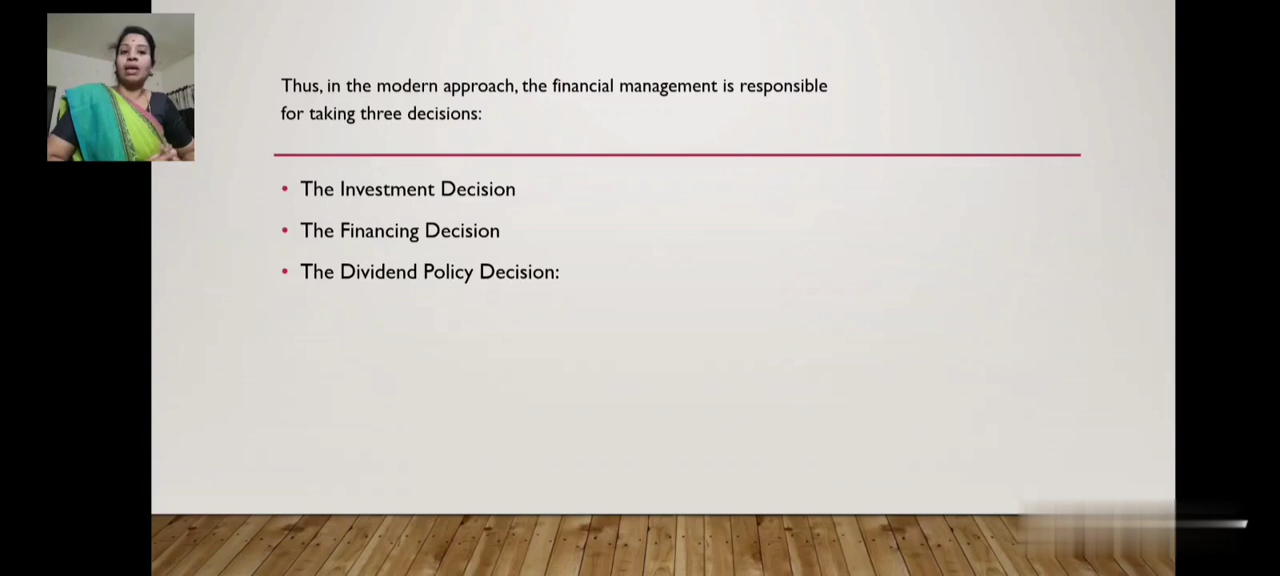 Thus, in the modern approach, the financial management is responsible
for taking three decisions:
• The Investment Decision
• The Financing Decision
• The Dividend Policy Decision: